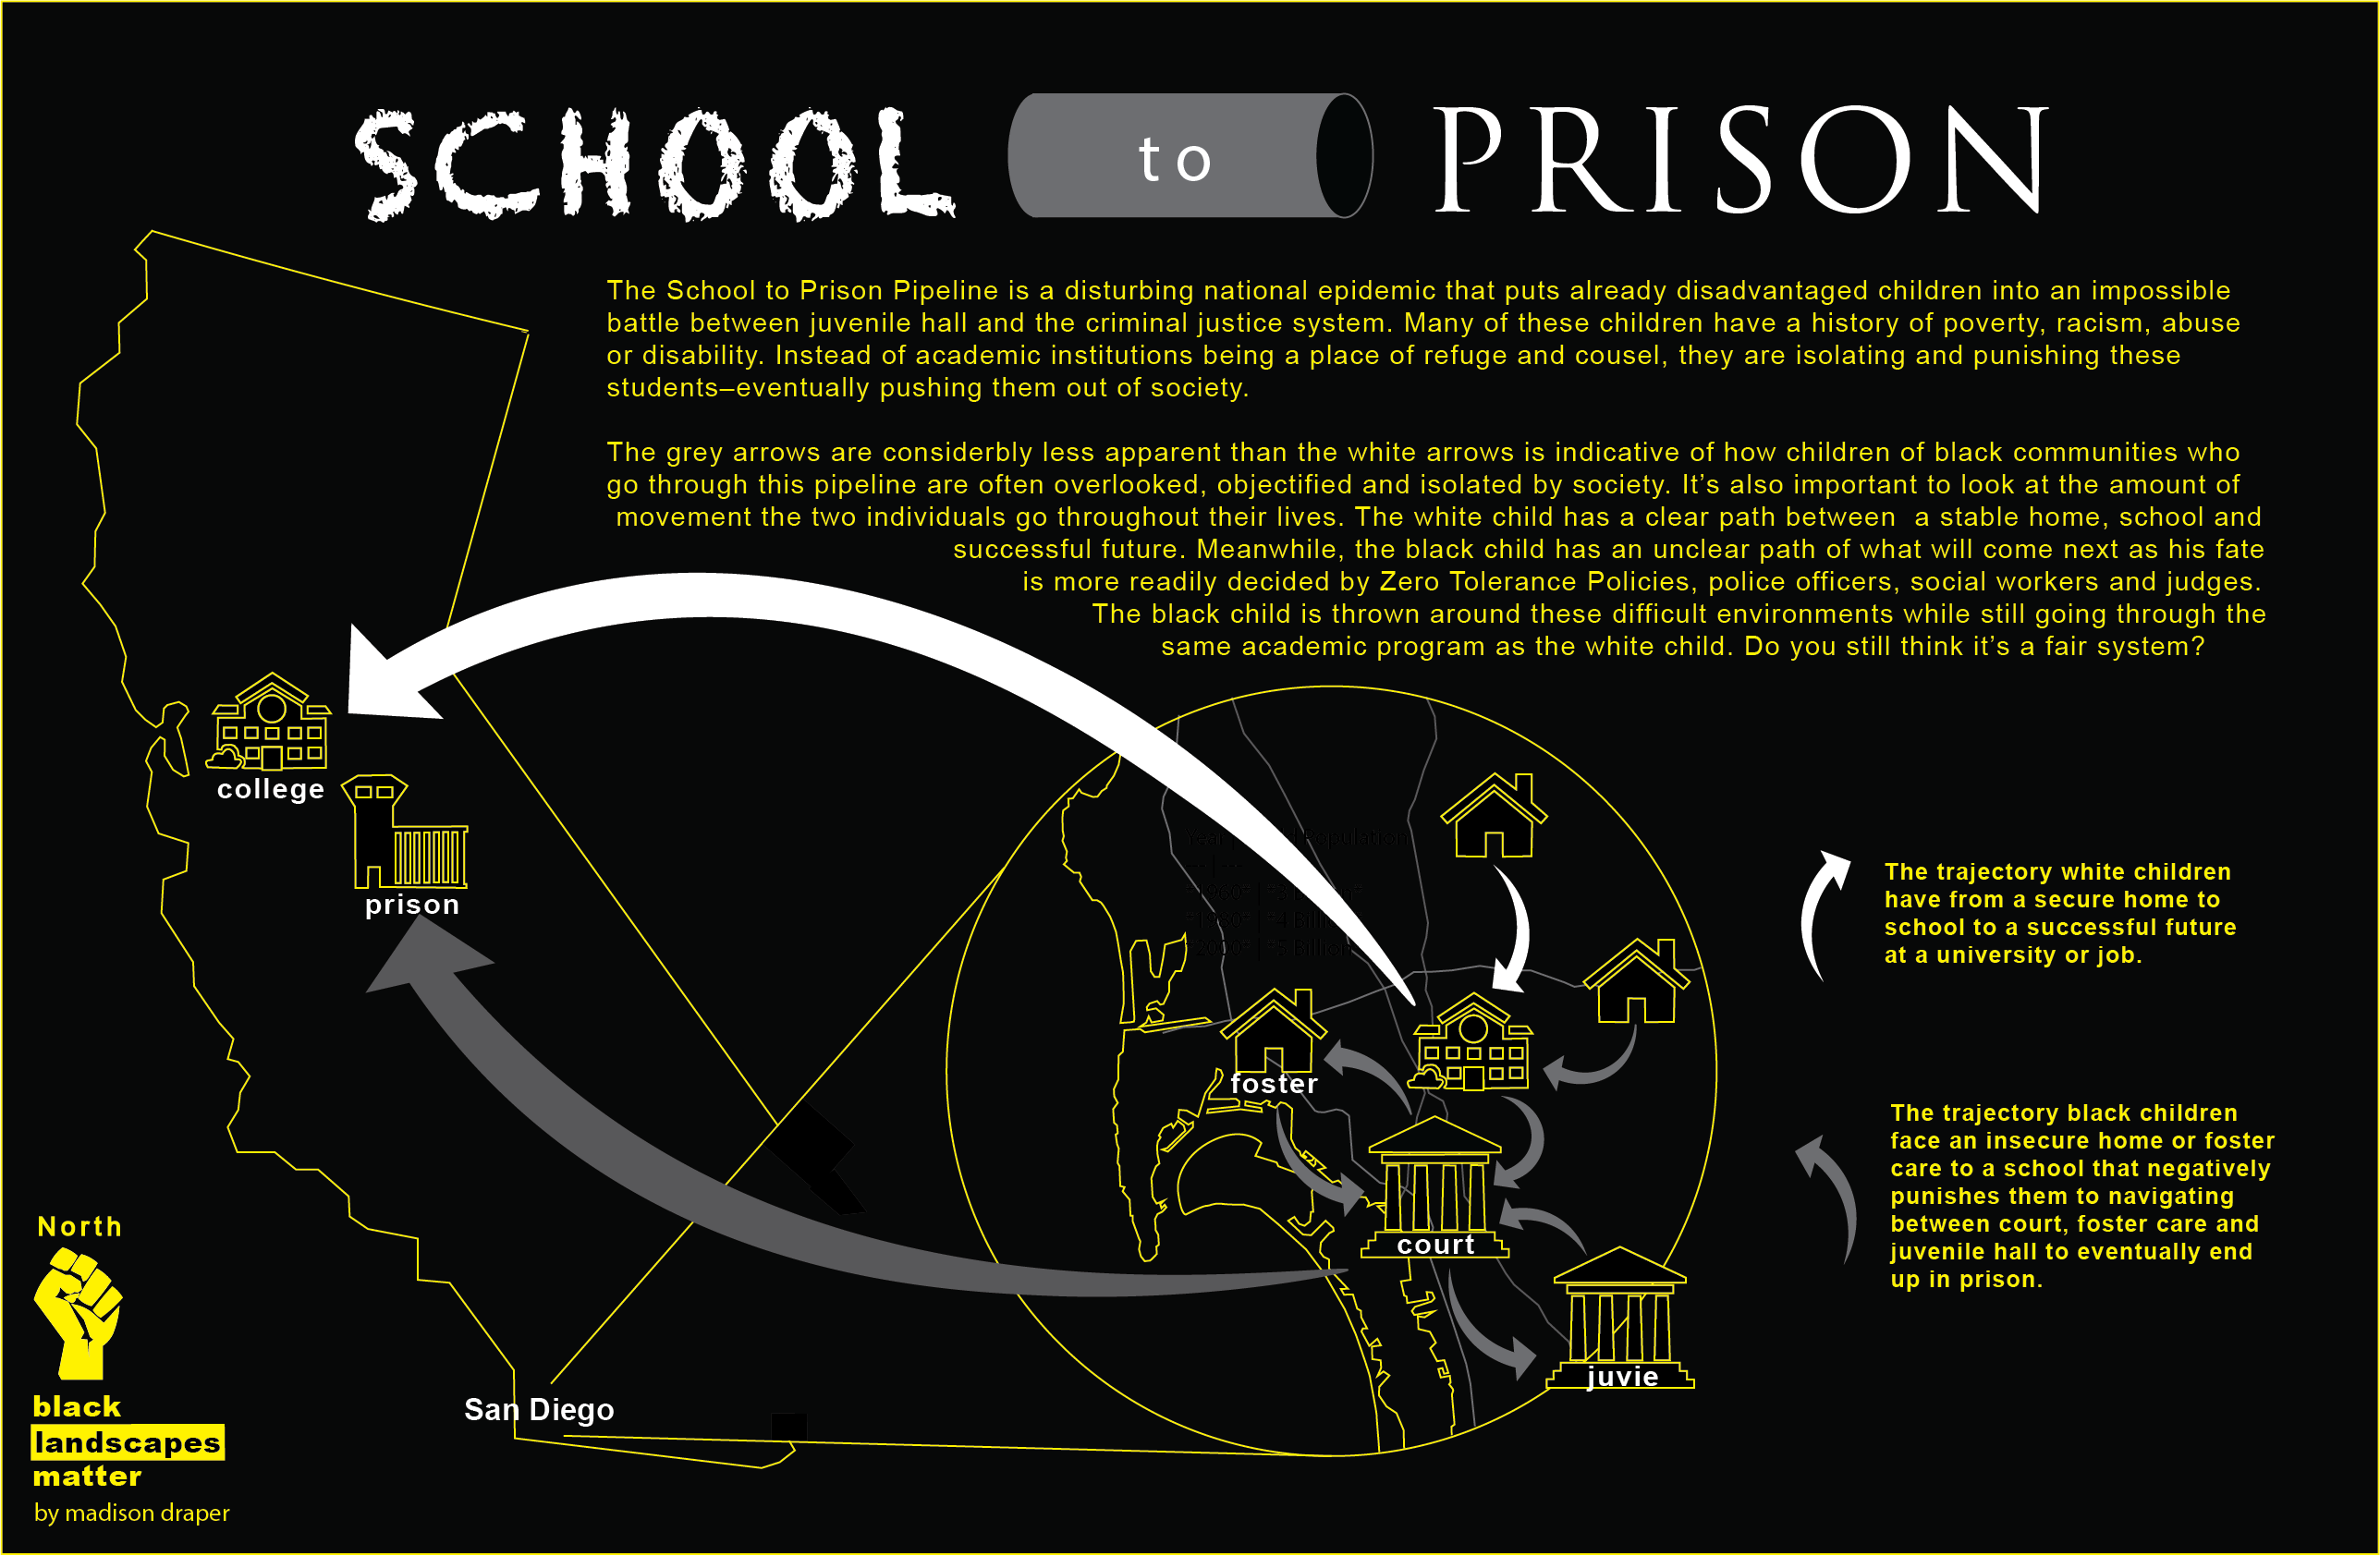 SCHOOL to PRISON
The School to Prison Pipeline is a disturbing national epidemic that puts already disadvantaged children into an impossible
battle between juvenile hall and the criminal justice system. Many of these children have a history of poverty, racism, abuse
or disability. Instead of academic institutions being a place of refuge and cousel, they are isolating and punishing these
students–eventually pushing them out of society.
The grey arrows are considerbly less apparent than the white arrows is indicative of how children of black communities who
go through this pipeline are often overlooked, objectified and isolated by society. It’s also important to look at the amount of
movement the two individuals go throughout their lives. The white child has a clear path between a stable home, school and
successful future. Meanwhile, the black child has an unclear path of what will come next as his fate
is more readily decided by Zero Tolerance Policies, police officers, social workers and judges.
The black child is thrown around these difficult environments while still going through the
same academic program as the white child. Do you still think it’s a fair system?
college
prison
Population
foster
court
juvie
San Diego
The trajectory white children
have from a secure home to
school to a successful future
at a university or job.
The trajectory black children
face an insecure home or foster
care to a school that negatively
punishes them to navigating
between court, foster care and
juvenile hall to eventually end
up in prison.
North
black
landscapes
matter
by madison draper